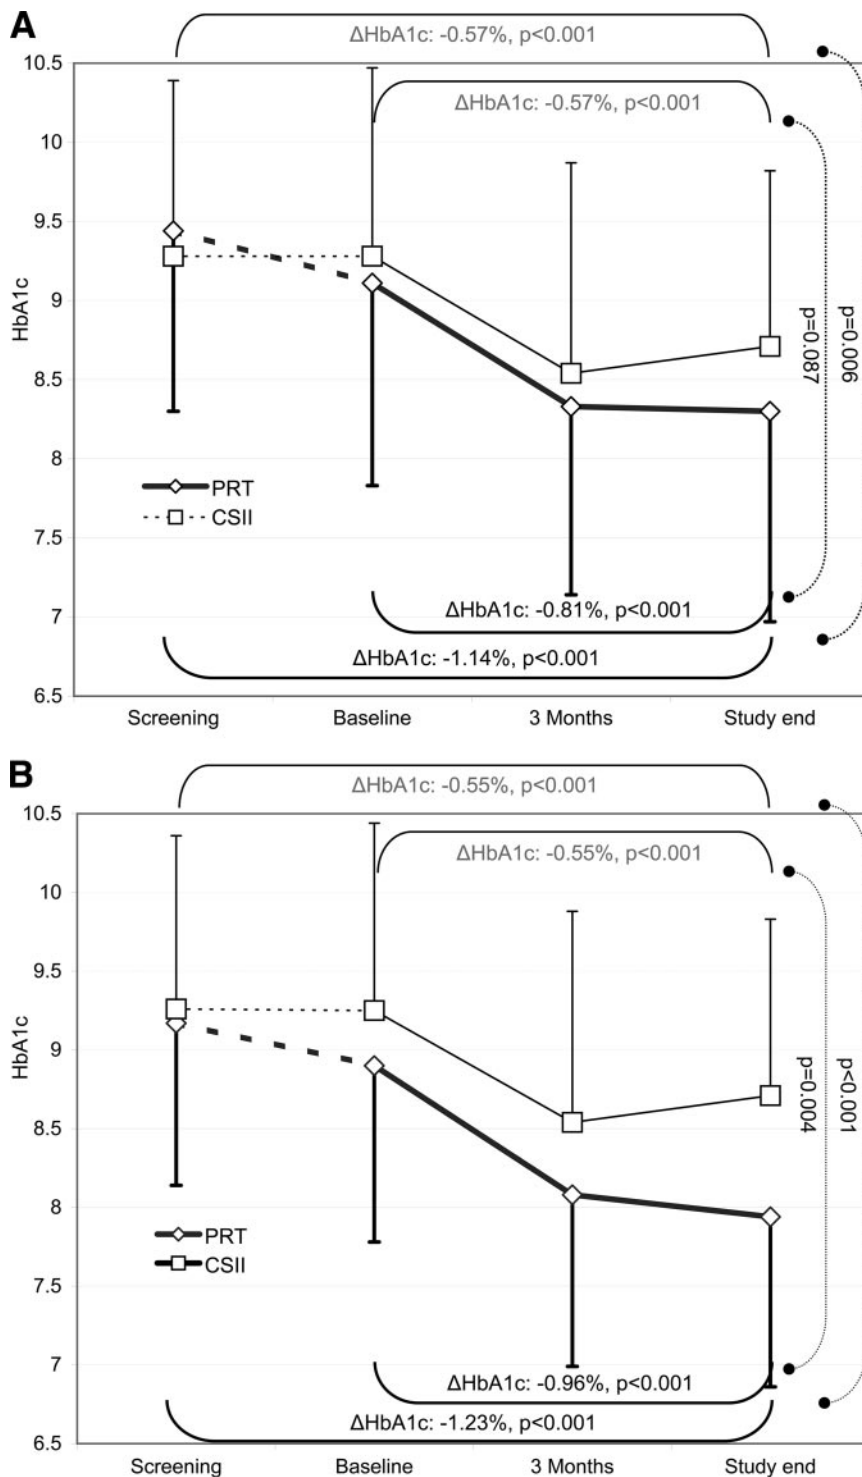 A
ΔHbA1c: -0.57%, p<0.001
10.5
ΔHbA1c: -0.57%, p<0.001
10
9.5
9
HbA1c
8.5
p=0.087
p=0.006
8
PRT
CSII
7.5
7
ΔHbA1c: -0.81%, p<0.001
ΔHbA1c: -1.14%, p<0.001
6.5
Screening Baseline 3 Months Study end
B
ΔHbA1c: -0.55%, p<0.001
10.5
ΔHbA1c: -0.55%, p<0.001
10
9.5
9
HbA1c
p=0.004
p<0.001
8.5
8
PRT
CSII
7.5
7
ΔHbA1c: -0.96%, p<0.001
ΔHbA1c: -1.23%, p<0.001
6.5
Screening Baseline 3 Months Study end